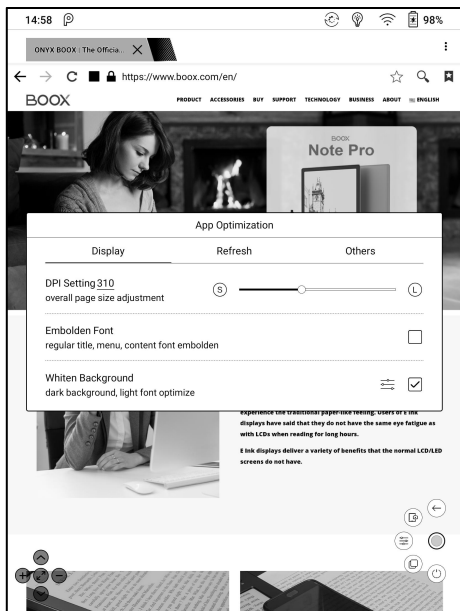 14:58
98%
ONYX BOOX : The Officia...
https://www.boox.com/en/
BOOX
PRODUCT ACCESSORIES BUY SUPPORT TECHNOLOGY BUSINESS ABOUT ENGLISH
BOOX
Note Pro
App Optimization
Display Refresh Others
DPI Setting 310
overall page size adjustment
S L
Embolden Font
regular title, menu, content font embolden
Whiten Background
dark background, light font optimize
experience the traditional paper-like feeling. Users of E Ink
displays have said that they do not have the same eye fatigue as
with LCDs when reading for long hours.
E Ink displays deliver a variety of benefits that the normal LCD/LED
screens do not have.